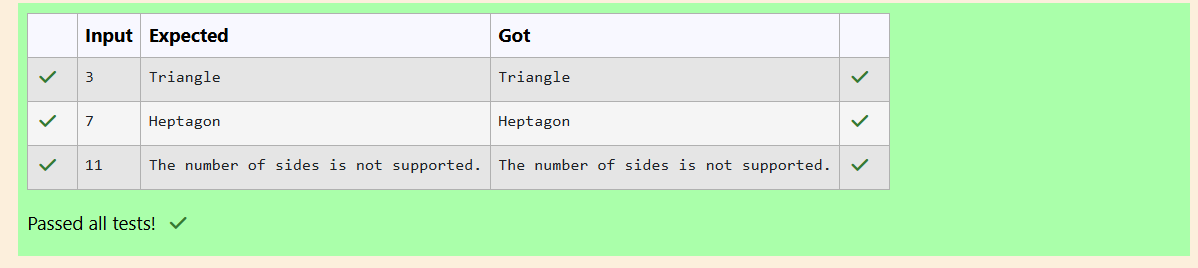 Input Expected Got
3 Triangle Triangle
7 Heptagon Heptagon
11 The number of sides is not supported. The number of sides is not supported.
Passed all tests!